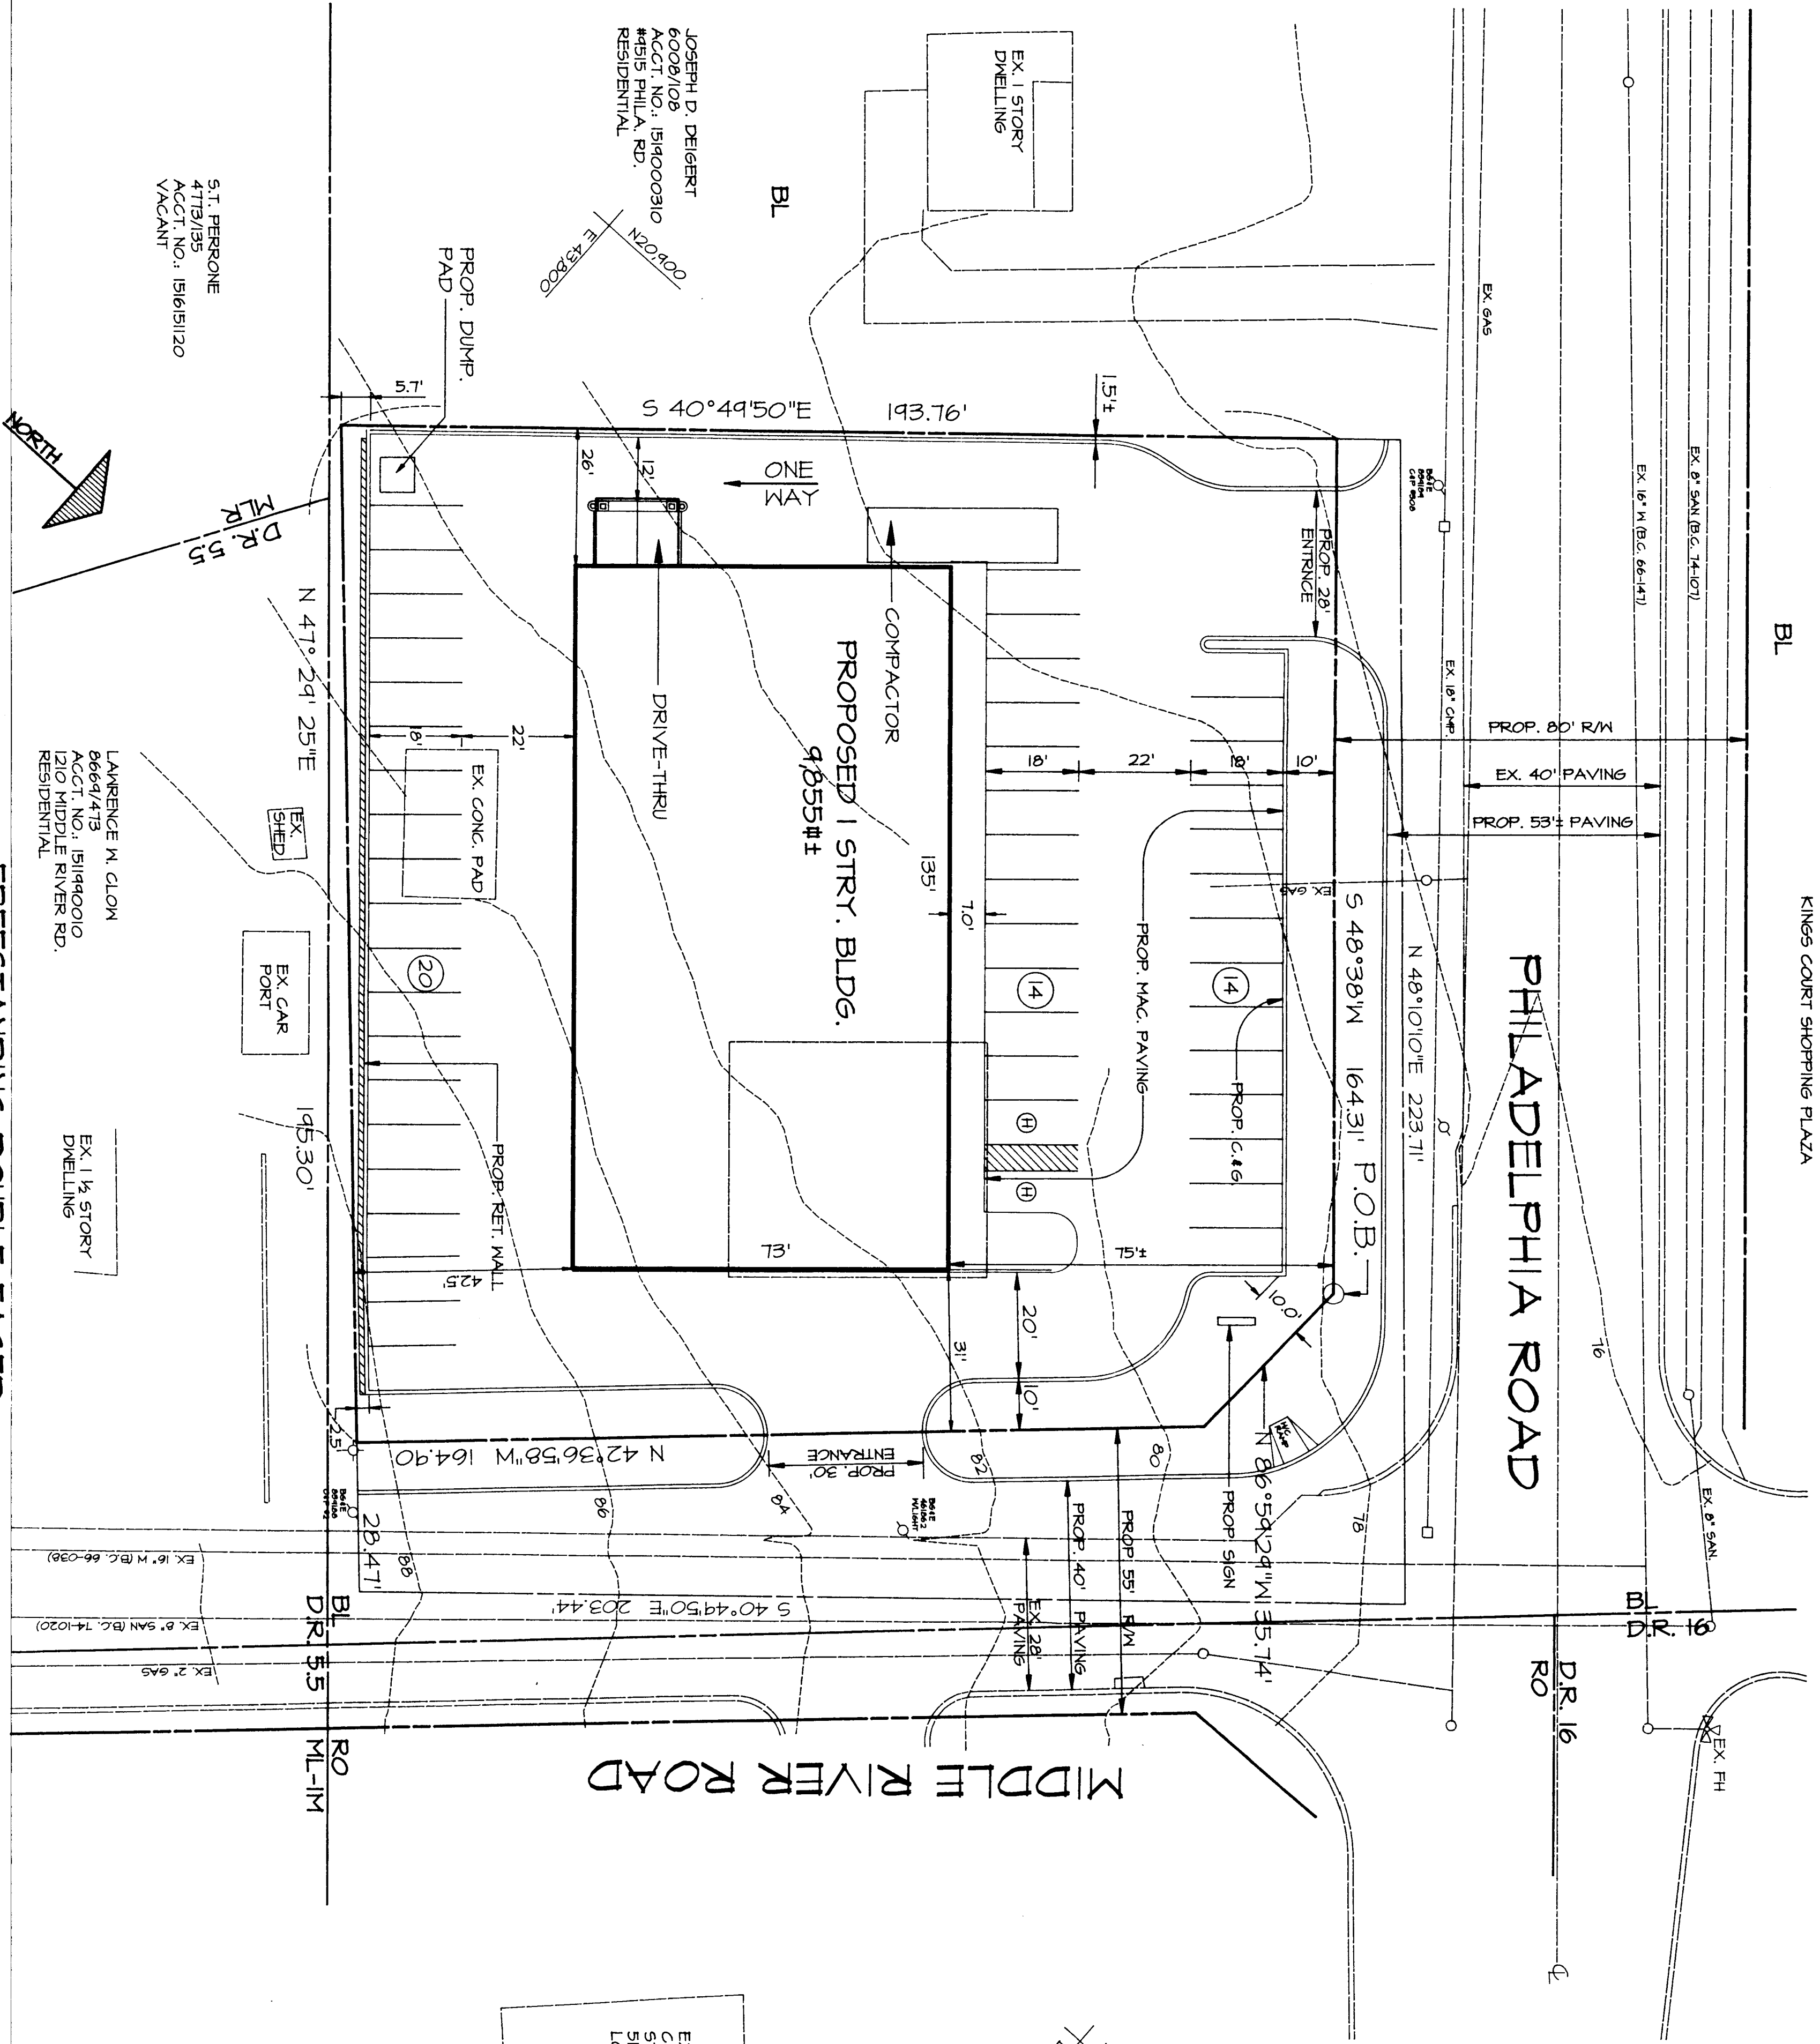 KINGS COURT SHOPPING PLAZA
BL
EX. 8" SAN (B.C. 74-107)
EX. 16" W (B.C. 66-147)
EX. GAS
EX. 18" CMP.
PROP. 80' R/W
EX. 40' PAVING
PROP. 53'± PAVING
PHILADELPHIA ROAD
76
EX. 8" SAN.
BL
D.R. 16
D.R. 16
RO
EX. FH
EX. 1 STORY
DWELLING
BL
JOSEPH D. DEIGERT
6008/108
ACCT. NO.: 1519000310
#9515 PHILA. RD.
RESIDENTIAL
N20,900
E 43,800
S.T. PERRONE
4773/135
ACCT. NO.: 1516151120
VACANT
PROP. DUMP.
PAD
5.7'
S 40°49'50"E 193.76'
1.5'±
26'
12'
ONE
WAY
PROP. 28'
ENTRNCE
COMPACTOR
DRIVE-THRU
PROPOSED 1 STRY. BLDG.
9,855#±
135'
7.0'
18'
22'
18'
10'
EX. GAS
S 48°38'W 164.31' P.O.B.
N 48°10'10"E 223.71'
PROP. MAC. PAVING
PROP. C.&G.
14
14
H
H
73'
75'±
10.0'
20'
10'
31'
42.5'
22'
18'
EX. CONC. PAD
20
PROP. RET. WALL
N 47° 29' 25"E
195.30'
NORTH
MLR
D.R. 5.5
LAWRENCE W. CLOW
8669/473
ACCT. NO.: 1511990010
1210 MIDDLE RIVER RD.
RESIDENTIAL
EX.
SHED
EX. CAR
PORT
EX. 1 ½ STORY
DWELLING
2.5'
N 42°36'58"W 164.90
PROP. 30'
ENTRANCE
N 86°59'29"W 35.74'
PROP. SIGN
78
80
82
84
86
88
28.47'
S 40°49'50"E 203.44'
PROP. 55' R/W
PROP. 40' PAVING
EX. 28'
PAVING
EX. 16" W (B.C. 66-038)
EX. 8" SAN (B.C. 74-1020)
EX. 2" GAS
BL
D.R. 5.5
RO
ML-IM
MIDDLE RIVER ROAD